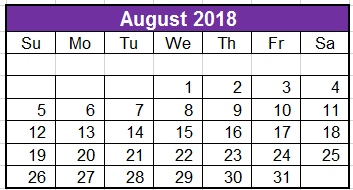 August 2018
Su Mo Tu We Th Fr Sa
1 2 3 4
5 6 7 8 9 10 11
12 13 14 15 16 17 18
19 20 21 22 23 24 25
26 27 28 29 30 31